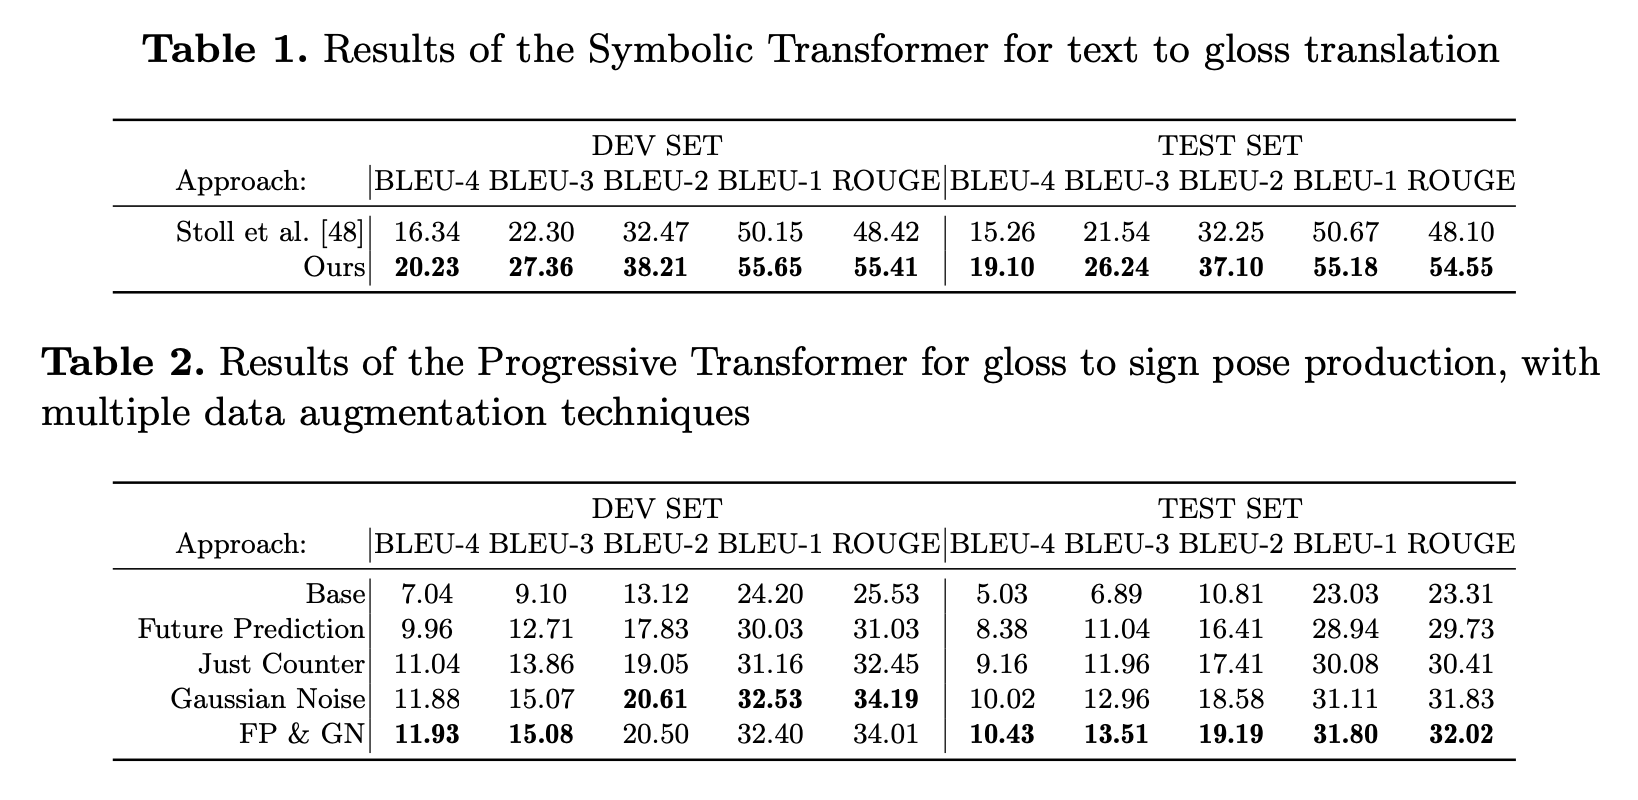 Table 1. Results of the Symbolic Transformer for text to gloss translation
DEV SET TEST SET
Approach: BLEU-4 BLEU-3 BLEU-2 BLEU-1 ROUGE BLEU-4 BLEU-3 BLEU-2 BLEU-1 ROUGE
Stoll et al. [48] 16.34 22.30 32.47 50.15 48.42 15.26 21.54 32.25 50.67 48.10
Ours 20.23 27.36 38.21 55.65 55.41 19.10 26.24 37.10 55.18 54.55
Table 2. Results of the Progressive Transformer for gloss to sign pose production, with
multiple data augmentation techniques
DEV SET TEST SET
Approach: BLEU-4 BLEU-3 BLEU-2 BLEU-1 ROUGE BLEU-4 BLEU-3 BLEU-2 BLEU-1 ROUGE
Base 7.04 9.10 13.12 24.20 25.53 5.03 6.89 10.81 23.03 23.31
Future Prediction 9.96 12.71 17.83 30.03 31.03 8.38 11.04 16.41 28.94 29.73
Just Counter 11.04 13.86 19.05 31.16 32.45 9.16 11.96 17.41 30.08 30.41
Gaussian Noise 11.88 15.07 20.61 32.53 34.19 10.02 12.96 18.58 31.11 31.83
FP & GN 11.93 15.08 20.50 32.40 34.01 10.43 13.51 19.19 31.80 32.02